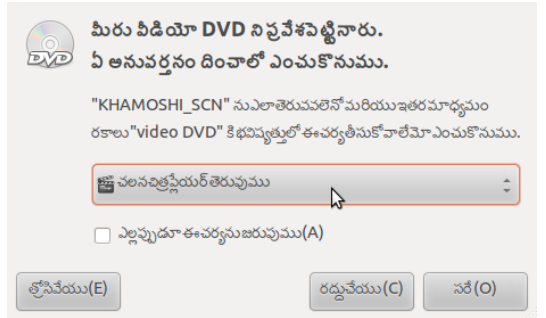 మీరు వీడియో DVD ని ప్రవేశపెట్టినారు.
ఏ అనువర్తనం దించాలో ఎంచుకొనుము.
"KHAMOSHI_SCN" నుఎలాతెరువవలెనోమరియుఇతరమాధ్యమం
రకాలు"video DVD" కిభవిష్యత్తులోఈచర్యతీసుకోవాలేమోఎంచుకొనుము.
చలనచిత్రప్లేయర్‌తెరువుము
ఎల్లప్పుడూఈచర్యనుజరుపుము(A)
త్రోసివేయు(E) రద్దుచేయు(C) సరే(O)
DVD